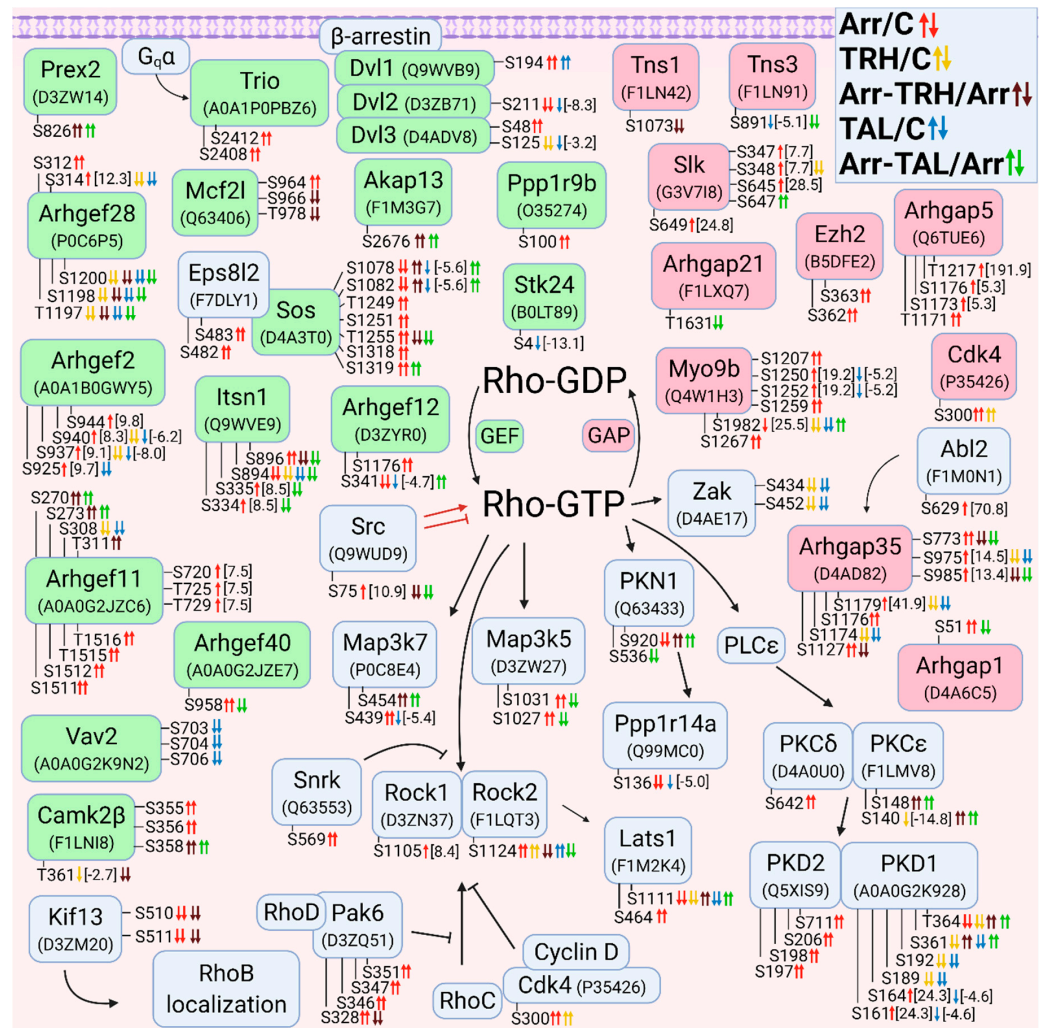 β-arrestin
Gqα
Prex2
(D3ZW14)
S826⇈⇈
Trio
(A0A1P0PBZ6)
S2412⇈
S2408⇈
Dvl1 (Q9WVB9)
S194⇈⇈
Dvl2 (D3ZB71)
S211⇊↓[-8.3]
Dvl3 (D4ADV8)
S48⇈
S125⇊↓[-3.2]
Tns1
(F1LN42)
S1073⇊
Tns3
(F1LN91)
S891↓[-5.1]⇊
Arr/C↑↓
TRH/C↑↓
Arr-TRH/Arr↑↓
TAL/C↑↓
Arr-TAL/Arr↑↓
S312⇈
S314↑[12.3]⇊⇊
Arhgef28
(P0C6P5)
S1200⇊⇊⇊⇊
S1198⇊⇊⇊⇊
T1197⇊⇊⇊⇊
Mcf2l
(Q63406)
S964⇈
S966⇊
T978⇊
Akap13
(F1M3G7)
S2676⇈⇈
Ppp1r9b
(O35274)
S100⇈
Slk
(G3V7I8)
S347↑[7.7]
S348↑[7.7]⇊
S645↑[28.5]
S647⇈
S649↑[24.8]
Arhgap5
(Q6TUE6)
T1217↑[191.9]
S1176↑[5.3]
S1173↑[5.3]
T1171⇈
Ezh2
(B5DFE2)
S363⇈
S362⇈
Arhgap21
(F1LXQ7)
T1631⇊
Eps8l2
(F7DLY1)
S483⇈
S482⇈
Sos
(D4A3T0)
S1078⇊⇈↓[-5.6]⇈
S1082⇊⇈↓[-5.6]⇈
T1249⇈
S1251⇈
T1255⇈⇊⇊
S1318⇈
S1319⇈⇈
Stk24
(B0LT89)
S4↓[-13.1]
Arhgef2
(A0A1B0GWY5)
S944↑[9.8]
S940↑[8.3]⇊↓[-6.2]
S937↑[9.1]⇊↓[-8.0]
S925↑[9.7]⇊
Itsn1
(Q9WVE9)
S896⇈⇊⇊
S894⇊⇊⇊⇊
S335↑[8.5]⇊
S334↑[8.5]⇊
Arhgef12
(D3ZYR0)
S1176⇈
S341⇊↓[-4.7]⇈
Rho-GDP
GEF
GAP
Rho-GTP
Myo9b
(Q4W1H3)
S1207⇈
S1250↑[19.2]↓[-5.2]
S1252↑[19.2]↓[-5.2]
S1259⇈
S1982↓[25.5]⇊⇊⇈
S1267⇈
Cdk4
(P35426)
S300⇈⇈
Abl2
(F1M0N1)
S629↑[70.8]
Zak
(D4AE17)
S434⇊⇊
S452⇊⇊
Src
(Q9WUD9)
S75↑[10.9]⇊⇊
S270⇈⇈
S273⇈⇈
S308⇊⇊
T311⇈
Arhgef11
(A0A0G2JZC6)
S720↑[7.5]
T725↑[7.5]
T729↑[7.5]
T1516⇈
T1515⇈
S1512⇈
S1511⇈
Arhgap35
(D4AD82)
S773⇈⇊⇊
S975↑[14.5]⇊⇊
S985↑[13.4]⇊⇊
S1179↑[41.9]⇊⇊
S1176⇈
S1174⇊⇊
S1127⇈⇊
PKN1
(Q63433)
S920⇊⇈⇈
S536⇊
PLCε
S51⇈⇊
Arhgap1
(D4A6C5)
Arhgef40
(A0A0G2JZE7)
S958⇈⇊
Map3k7
(P0C8E4)
S454⇈⇈
S439⇈↓[-5.4]
Map3k5
(D3ZW27)
S1031⇈⇊
S1027⇈⇊
Ppp1r14a
(Q99MC0)
S136⇊↓[-5.0]
Vav2
(A0A0G2K9N2)
S703⇊
S704⇊
S706⇊
PKCδ
(D4A0U0)
S642⇈
PKCε
(F1LMV8)
S148⇈⇈
S140↓[-14.8]⇈⇈
Snrk
(Q63553)
S569⇈
Rock1
(D3ZN37)
S1105↑[8.4]
Rock2
(F1LQT3)
S1124⇈⇈⇊⇈⇊
Camk2β
(F1LNI8)
S355⇈
S356⇈
S358⇈⇈
T361↓[-2.7]⇊
Lats1
(F1M2K4)
S1111⇊⇊⇈⇊⇈
S464⇈
PKD2
(Q5XIS9)
S711⇈
S206⇈
S198⇈
S197⇈
PKD1
(A0A0G2K928)
T364⇊⇊⇈⇈
S361⇊⇈⇊⇈
S192⇊⇊
S189⇊⇊
S164↑[24.3]↓[-4.6]
S161↑[24.3]↓[-4.6]
Kif13
(D3ZM20)
S510⇊⇊
S511⇊⇊
RhoB
localization
RhoD
Pak6
(D3ZQ51)
S351⇈
S347⇈
S346⇈
S328⇈⇊
RhoC
Cyclin D
Cdk4 (P35426)
S300⇈⇈